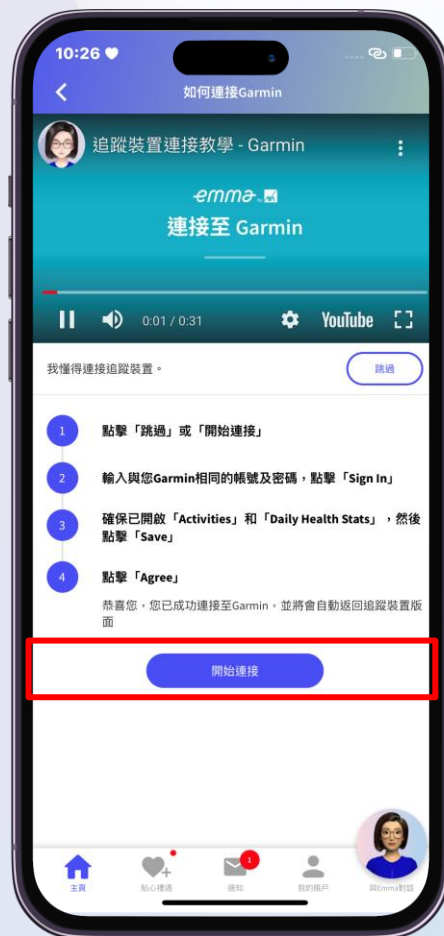 10:26
如何連接Garmin
追蹤裝置連接教學 - Garmin
emma by
連接至 Garmin
0:01 / 0:31
YouTube
我懂得連接追蹤裝置。
跳過
1
點擊「跳過」或「開始連接」
2
輸入與您Garmin相同的帳號及密碼，點擊「Sign In」
3
確保已開啟「Activities」和「Daily Health Stats」，然後
點擊「Save」
4
點擊「Agree」
恭喜您，您已成功連接至Garmin，並將會自動返回追蹤裝置版
面
開始連接
1
主頁
貼心禮遇
通知
我的帳戶
與Emma對話